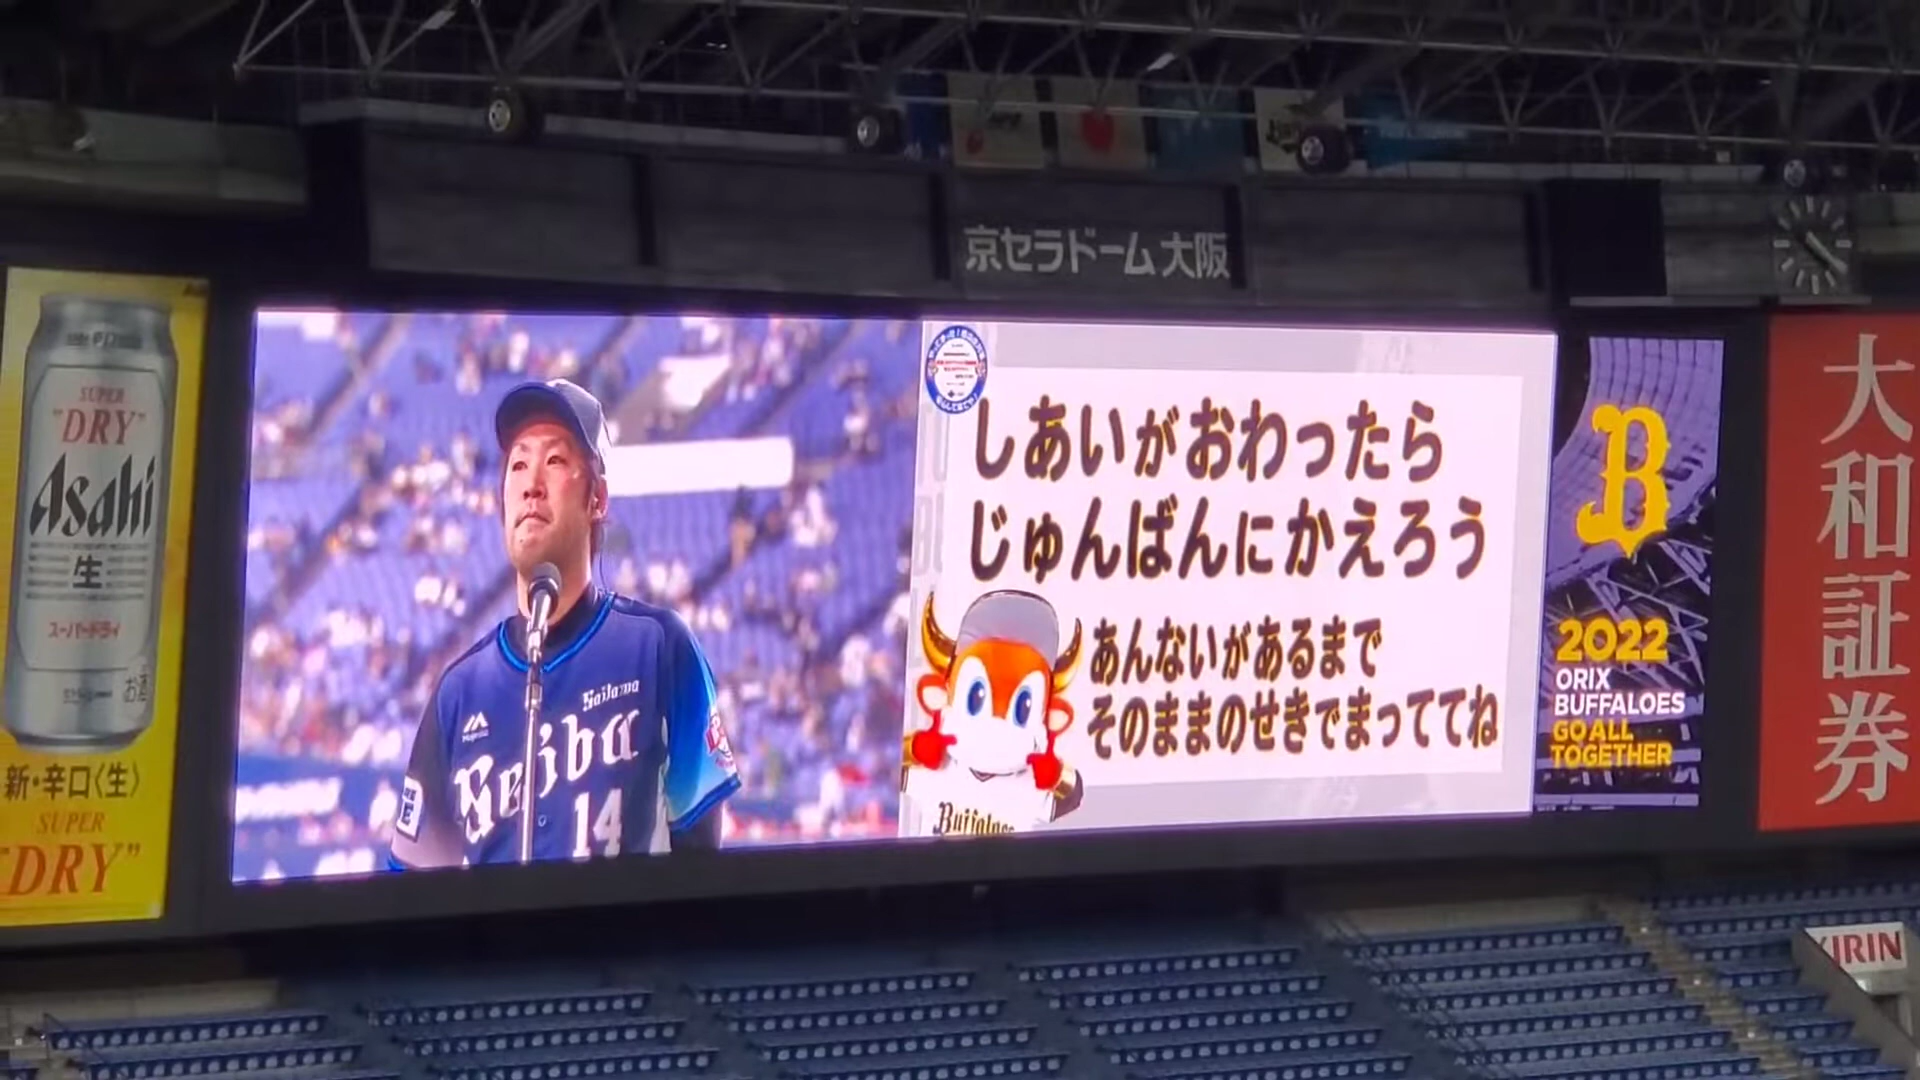 京セラドーム 大阪
SUPER
"DRY"
Asahi
生
スーパードライ
お酒
新・辛口〈生〉
SUPER
"DRY"
Saitama
Seibu
14
Majestic
しあいがおわったら
じゅんばんにかえろう
あんないがあるまで
そのままのせきでまっててね
Buffaloes
B
2022
ORIX
BUFFALOES
GO ALL
TOGETHER
大和証券
KIRIN